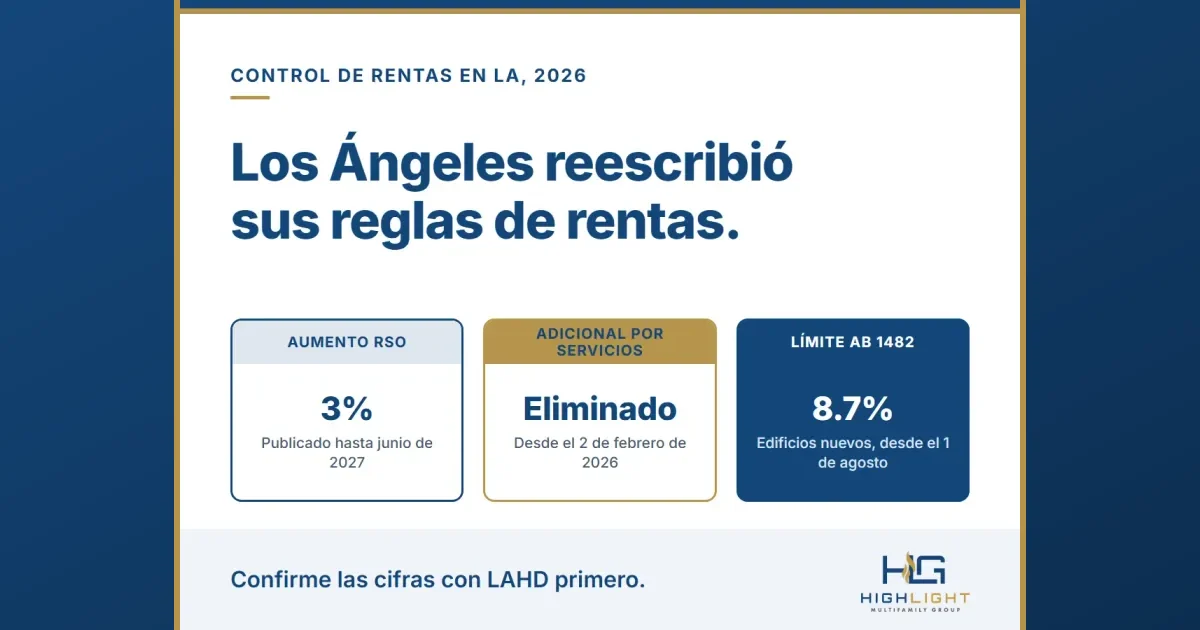 CONTROL DE RENTAS EN LA, 2026
Los Ángeles reescribió
sus reglas de rentas.
AUMENTO RSO
3%
Publicado hasta junio de
2027
ADICIONAL POR
SERVICIOS
Eliminado
Desde el 2 de febrero de
2026
LÍMITE AB 1482
8.7%
Edificios nuevos, desde el 1
de agosto
Confirme las cifras con LAHD primero.
HG
HIGHLIGHT
MULTIFAMILY GROUP